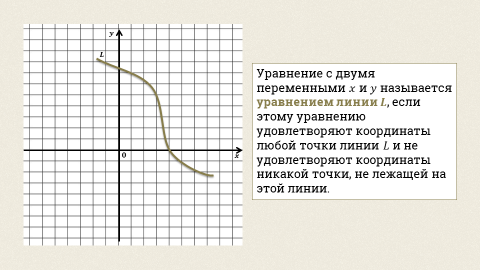 y
L
0
x
Уравнение с двумя
переменными x и y называется
уравнением линии L, если
этому уравнению
удовлетворяют координаты
любой точки линии L и не
удовлетворяют координаты
никакой точки, не лежащей на
этой линии.